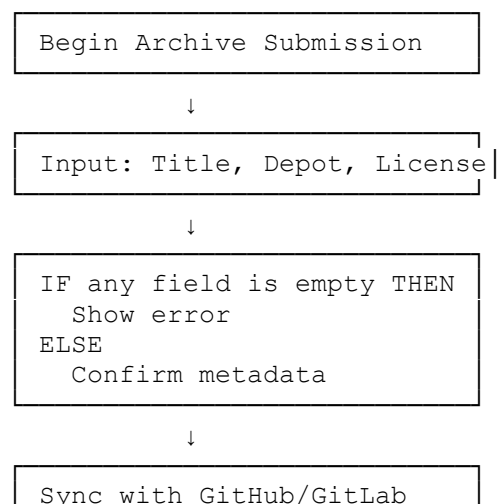 Begin Archive Submission
↓
Input: Title, Depot, License
↓
IF any field is empty THEN
Show error
ELSE
Confirm metadata
↓
Sync with GitHub/GitLab